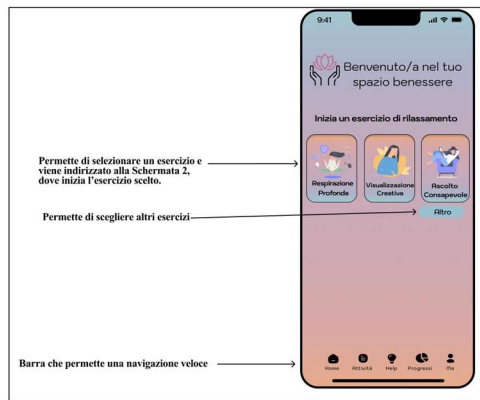 9:41
Benvenuto/a nel tuo
spazio benessere
Inizia un esercizio di rilassamento
Permette di selezionare un esercizio e
viene indirizzato alla Schermata 2,
dove inizia l'esercizio scelto.
Respirazione
Profonda
Visualizzazione
Creativa
Ascolto
Consapevole
Permette di scegliere altri esercizi
Altro
Barra che permette una navigazione veloce
Home Attività Help Progressi Me